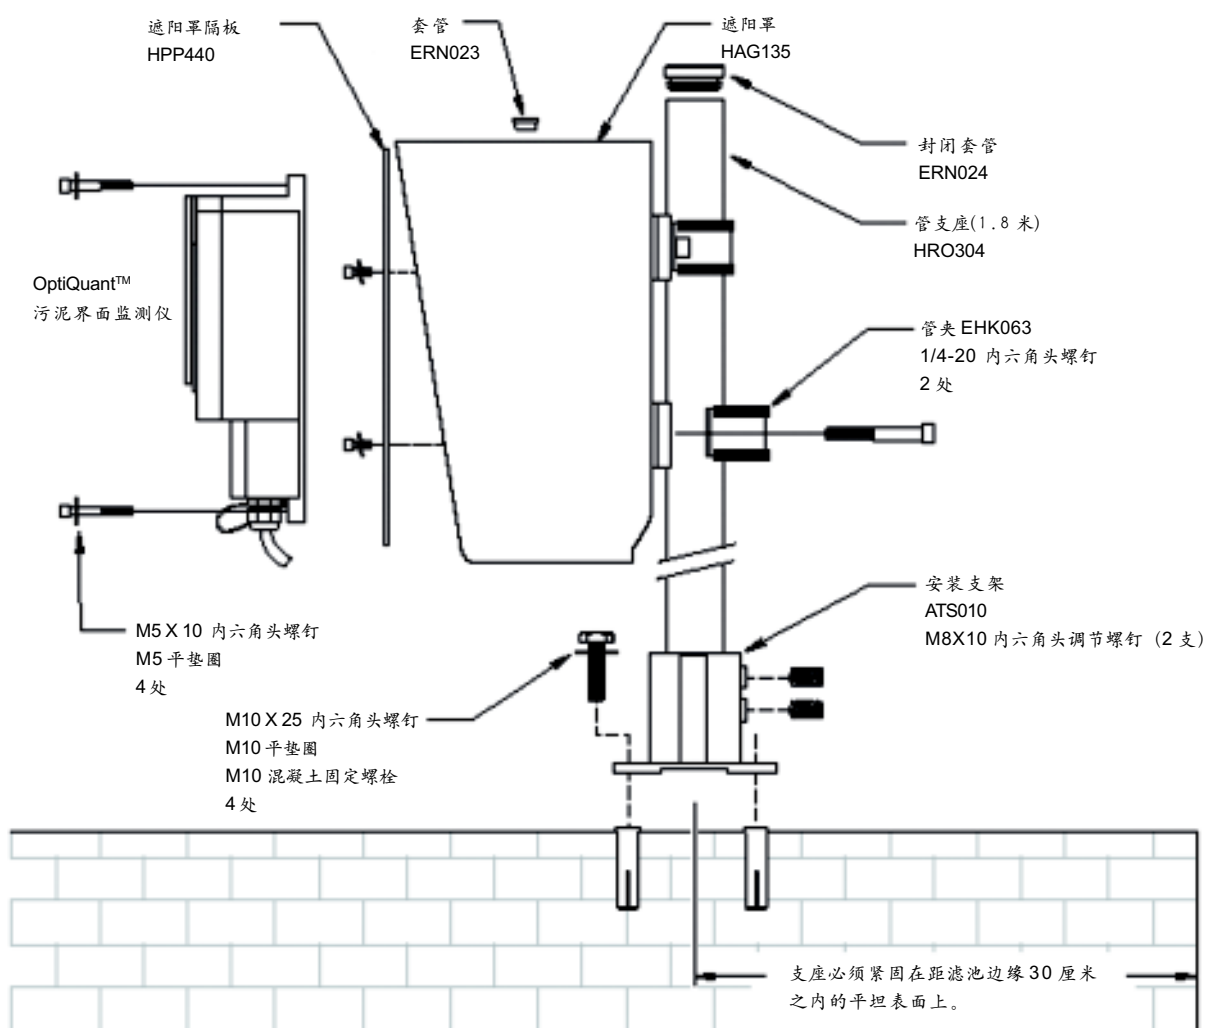 遮阳罩隔板
HPP440
套管
ERN023
遮阳罩
HAG135
封闭套管
ERN024
管支座(1.8 米)
HRO304
OptiQuant™
污泥界面监测仪
管夹 EHK063
1/4-20 内六角头螺钉
2 处
安装支架
ATS010
M8X10 内六角头调节螺钉 (2 支)
M5 X 10 内六角头螺钉
M5 平垫圈
4 处
M10 X 25 内六角头螺钉
M10 平垫圈
M10 混凝土固定螺栓
4 处
支座必须紧固在距滤池边缘 30 厘米
之内的平坦表面上。